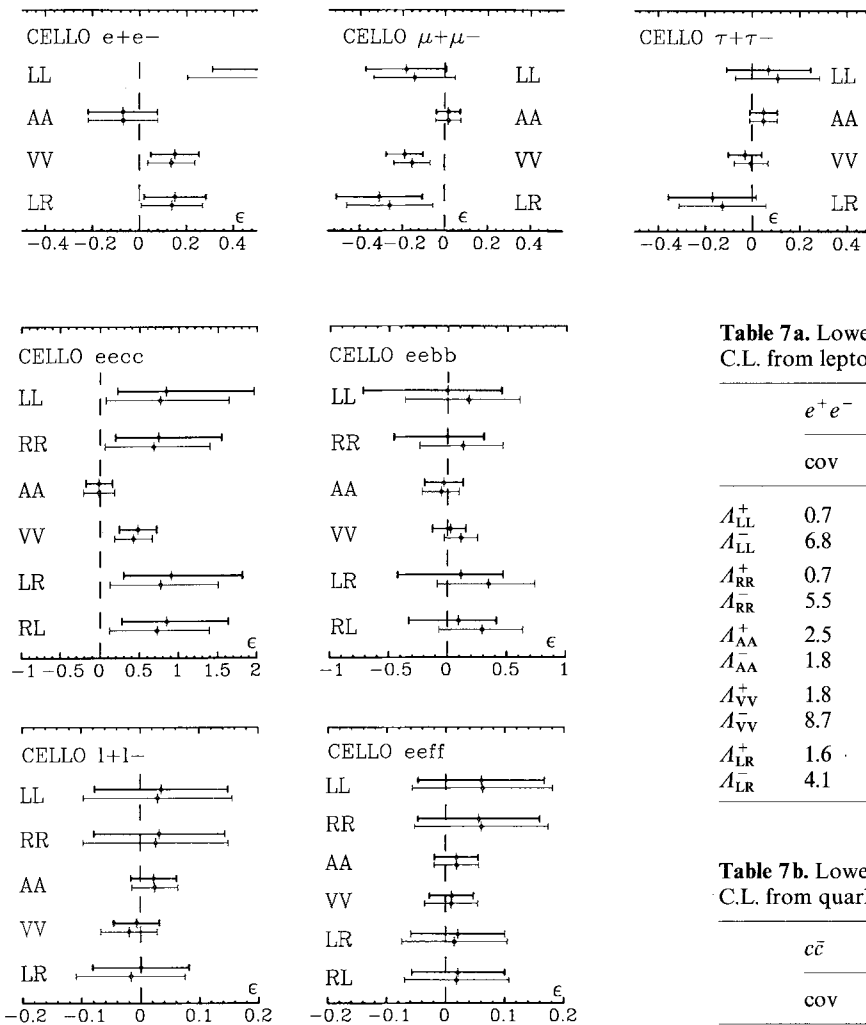 CELLO e+e−
LL
AA
VV
LR
ε
−0.4 −0.2 0 0.2 0.4
CELLO μ+μ−
LL
AA
VV
LR
ε
−0.4 −0.2 0 0.2 0.4
CELLO τ+τ−
LL
AA
VV
LR
ε
−0.4 −0.2 0 0.2 0.4
CELLO eecc
LL
RR
AA
VV
LR
RL
ε
−1 −0.5 0 0.5 1 1.5 2
CELLO eebb
LL
RR
AA
VV
LR
RL
ε
−1 −0.5 0 0.5 1
CELLO l+l−
LL
RR
AA
VV
LR
ε
−0.2 −0.1 0 0.1 0.2
CELLO eeff
LL
RR
AA
VV
LR
RL
ε
−0.2 −0.1 0 0.1 0.2
Table 7a. Lowe
C.L. from lepto
e⁺e⁻
cov
Λ⁺LL 0.7
Λ⁻LL 6.8
Λ⁺RR 0.7
Λ⁻RR 5.5
Λ⁺AA 2.5
Λ⁻AA 1.8
Λ⁺VV 1.8
Λ⁻VV 8.7
Λ⁺LR 1.6
Λ⁻LR 4.1
Table 7b. Lowe
C.L. from quar
cc̄
cov